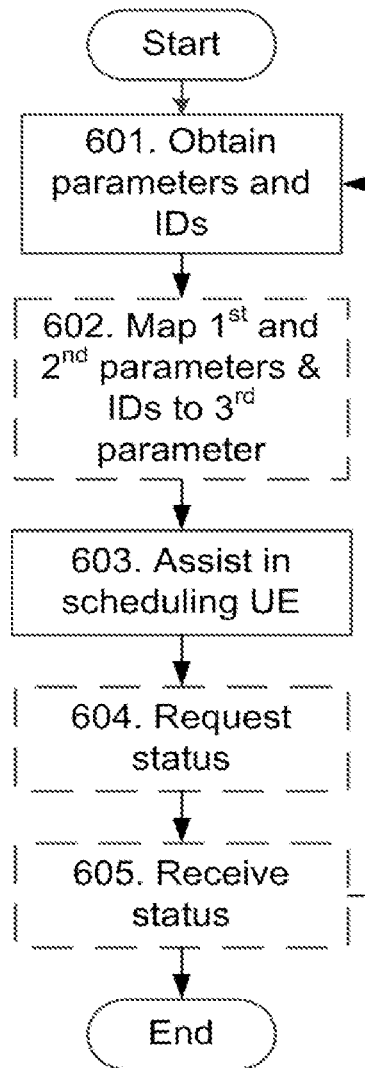 Start
601. Obtain
parameters and
IDs
602. Map 1st and
2nd parameters &
IDs to 3rd
parameter
603. Assist in
scheduling UE
604. Request
status
605. Receive
status
End